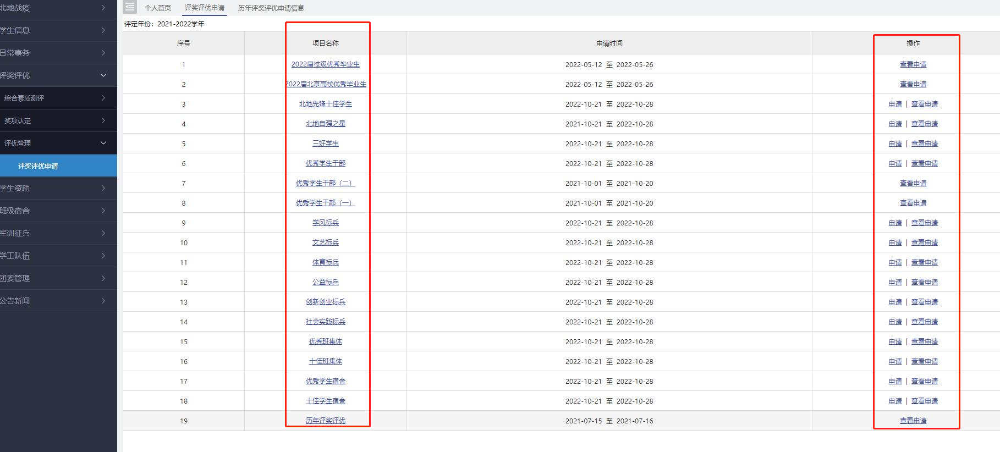 北地战疫
学生信息
日常事务
评奖评优
综合素质测评
奖项认定
评优管理
评奖评优申请
学生资助
班级宿舍
军训征兵
学工队伍
团委管理
公告新闻
个人首页 评奖评优申请 历年评奖评优申请信息
评定年份：2021-2022学年
序号 项目名称 申请时间 操作
1 2022届校级优秀毕业生 2022-05-12 至 2022-05-26 查看申请
2 2022届北京高校优秀毕业生 2022-05-12 至 2022-05-26 查看申请
3 北地先锋十佳学生 2022-10-21 至 2022-10-28 申请 | 查看申请
4 北地自强之星 2021-10-21 至 2022-10-28 申请 | 查看申请
5 三好学生 2022-10-21 至 2022-10-28 申请 | 查看申请
6 优秀学生干部 2022-10-21 至 2022-10-28 申请 | 查看申请
7 优秀学生干部（二） 2021-10-01 至 2021-10-20 查看申请
8 优秀学生干部（一） 2021-10-01 至 2021-10-20 查看申请
9 学风标兵 2022-10-21 至 2022-10-28 申请 | 查看申请
10 文艺标兵 2022-10-21 至 2022-10-28 申请 | 查看申请
11 体育标兵 2022-10-21 至 2022-10-28 申请 | 查看申请
12 公益标兵 2022-10-21 至 2022-10-28 申请 | 查看申请
13 创新创业标兵 2022-10-21 至 2022-10-28 申请 | 查看申请
14 社会实践标兵 2022-10-21 至 2022-10-28 申请 | 查看申请
15 优秀班集体 2022-10-21 至 2022-10-28 申请 | 查看申请
16 十佳班集体 2022-10-21 至 2022-10-28 申请 | 查看申请
17 优秀学生宿舍 2022-10-21 至 2022-10-28 申请 | 查看申请
18 十佳学生宿舍 2022-10-21 至 2022-10-28 申请 | 查看申请
19 历年评奖评优 2021-07-15 至 2021-07-16 查看申请